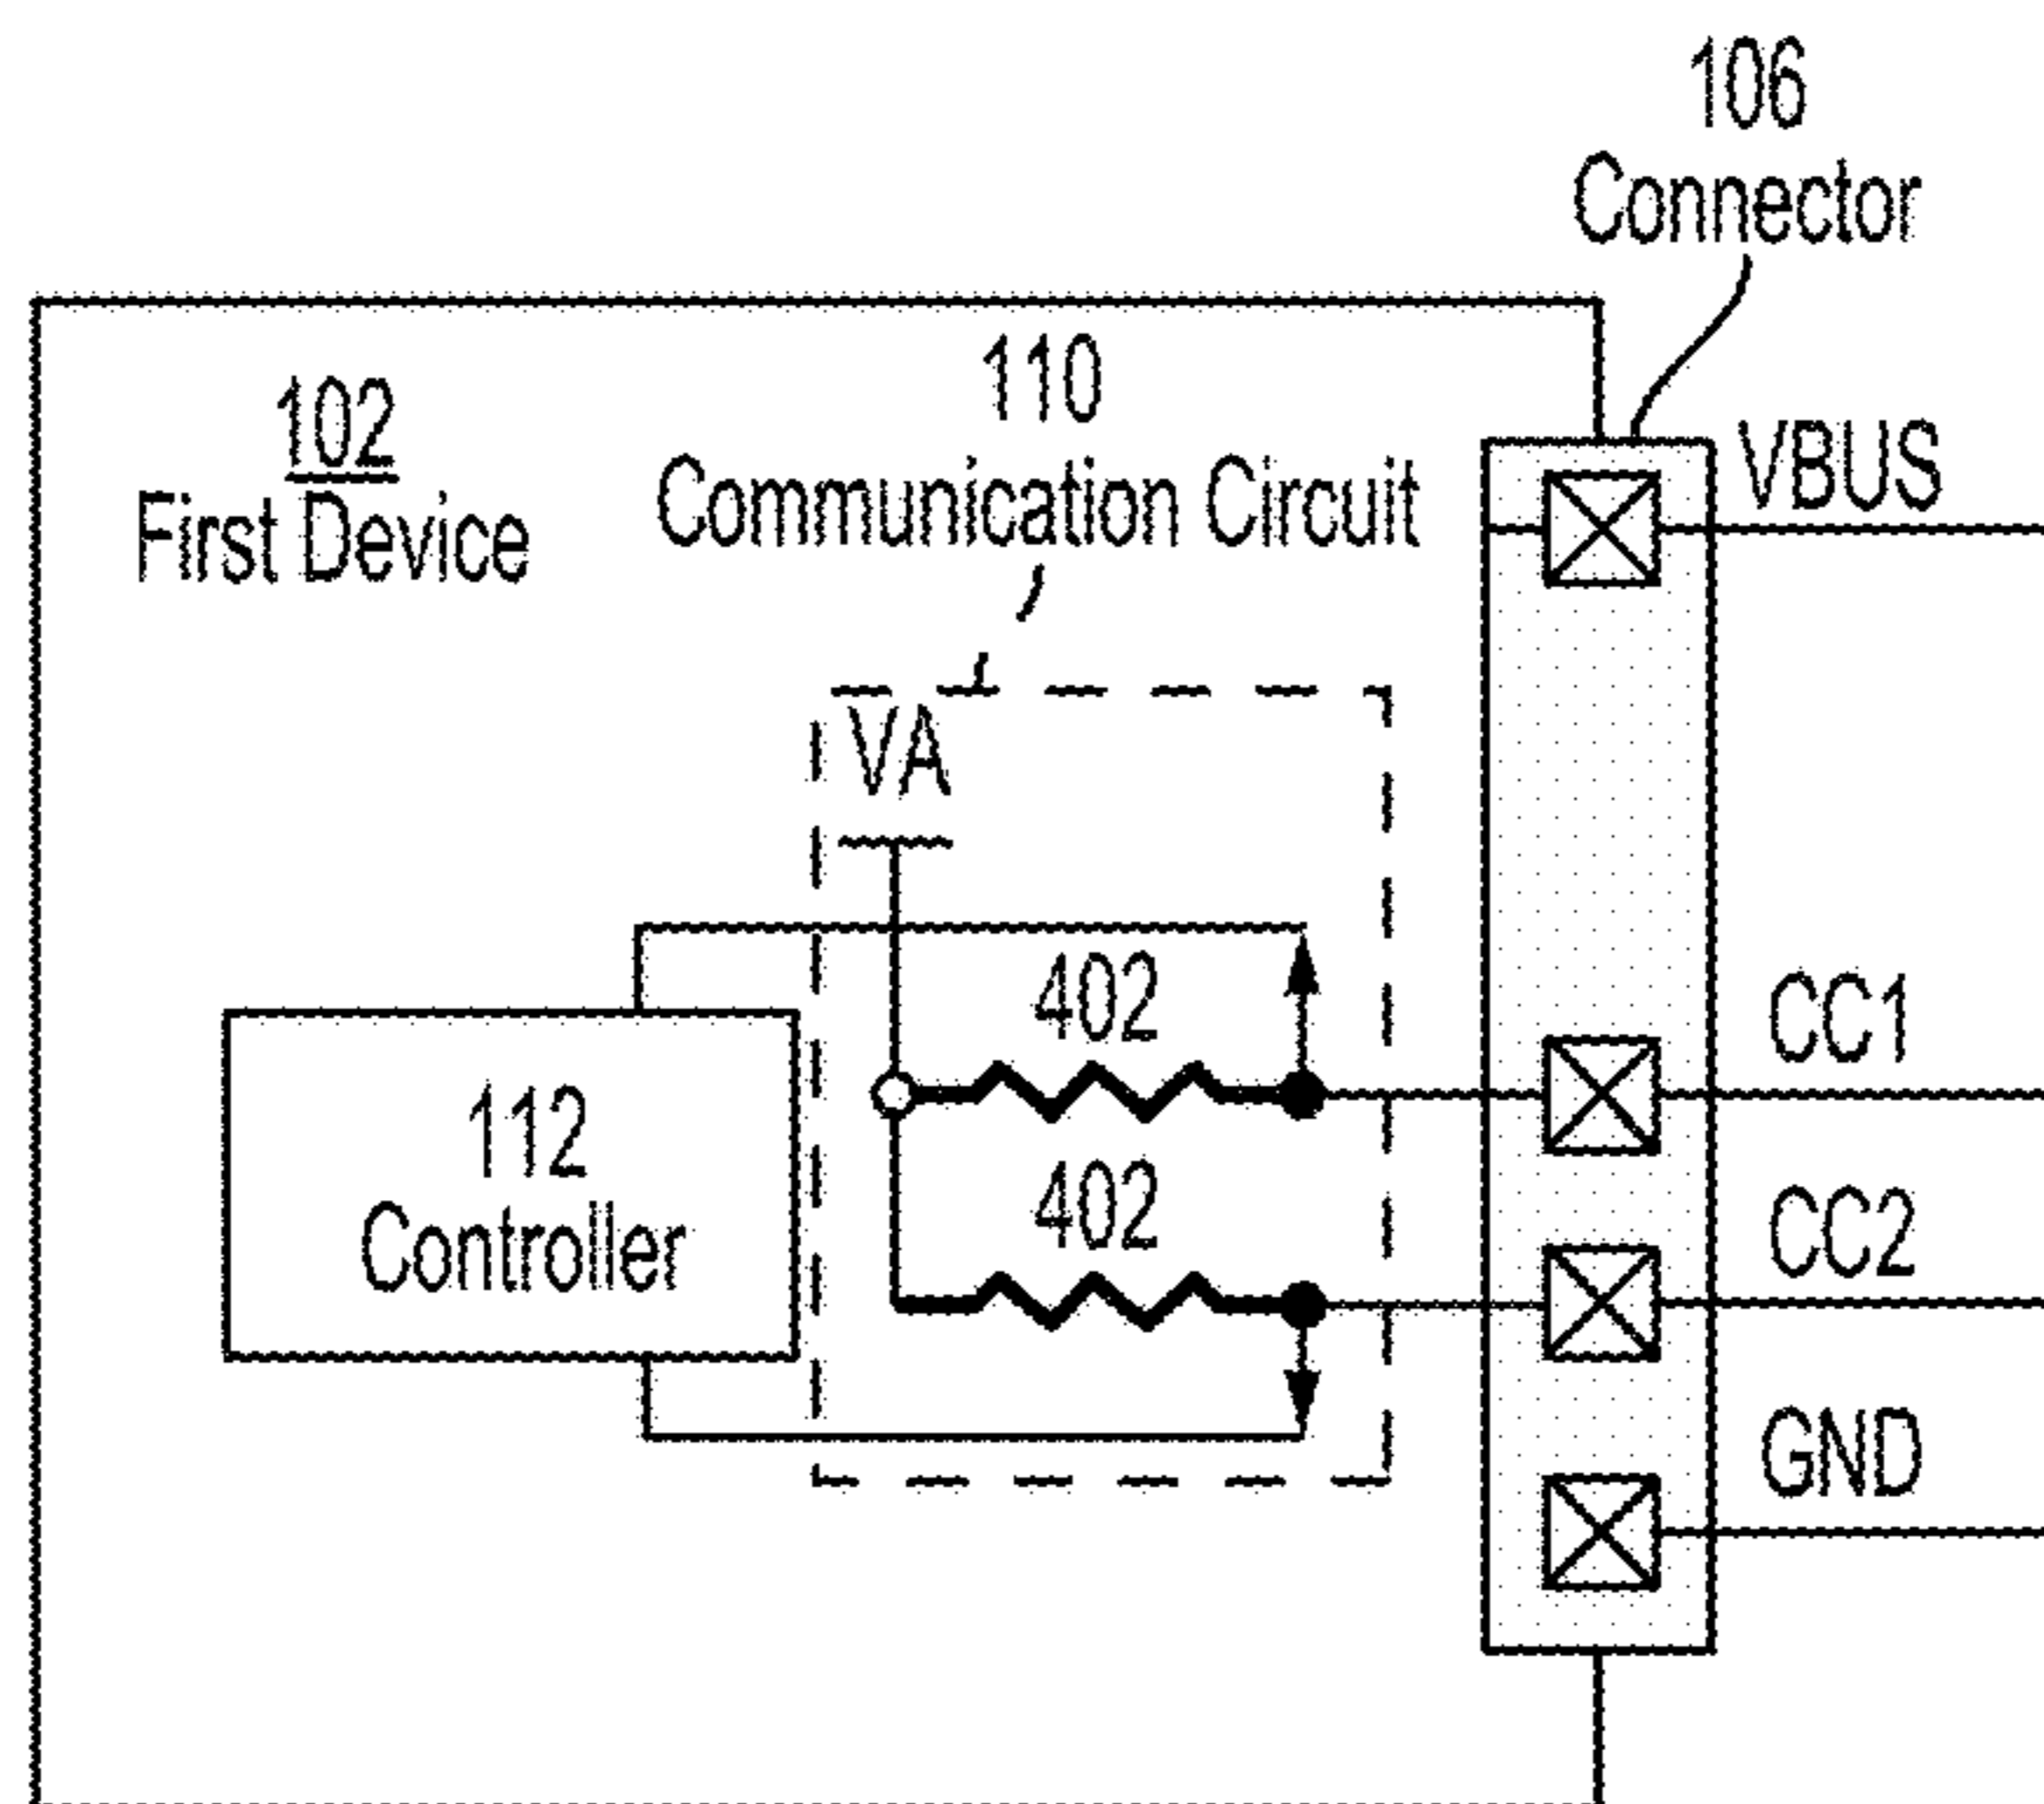 106
Connector
102
First Device
110
Communication Circuit
VBUS
VA
402
CC1
112
Controller
402
CC2
GND